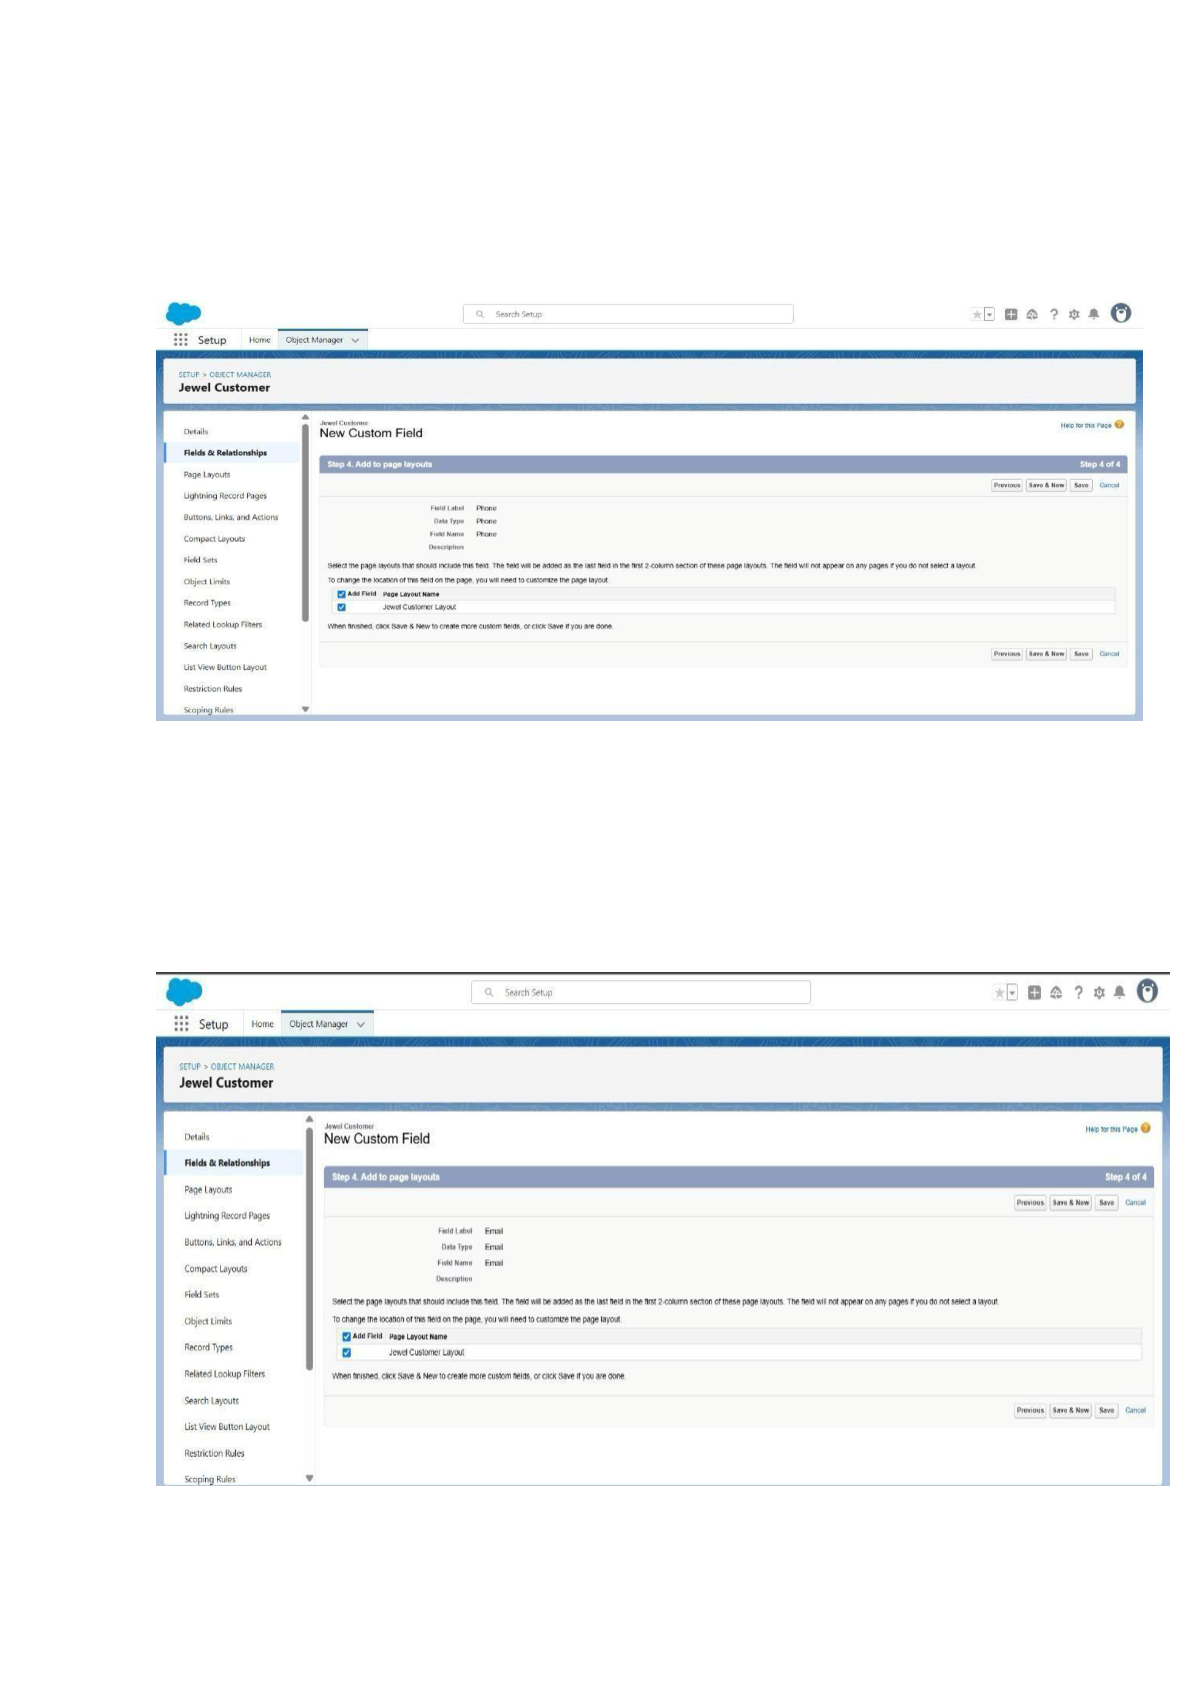 Search Setup
Setup Home Object Manager
SETUP > OBJECT MANAGER
Jewel Customer
Details
Fields & Relationships
Page Layouts
Lightning Record Pages
Buttons, Links, and Actions
Compact Layouts
Field Sets
Object Limits
Record Types
Related Lookup Filters
Search Layouts
List View Button Layout
Restriction Rules
Scoping Rules
Jewel Customer
New Custom Field
Help for this Page
Step 4. Add to page layouts Step 4 of 4
Previous Save & New Save Cancel
Field Label Phone
Data Type Phone
Field Name Phone
Description
Select the page layouts that should include this field. The field will be added as the last field in the first 2-column section of these page layouts. The field will not appear on any pages if you do not select a layout.
To change the location of this field on the page, you will need to customize the page layout.
Add Field Page Layout Name
Jewel Customer Layout
When finished, click Save & New to create more custom fields, or click Save if you are done.
Previous Save & New Save Cancel
Search Setup
Setup Home Object Manager
SETUP > OBJECT MANAGER
Jewel Customer
Details
Fields & Relationships
Page Layouts
Lightning Record Pages
Buttons, Links, and Actions
Compact Layouts
Field Sets
Object Limits
Record Types
Related Lookup Filters
Search Layouts
List View Button Layout
Restriction Rules
Scoping Rules
Jewel Customer
New Custom Field
Help for this Page
Step 4. Add to page layouts Step 4 of 4
Previous Save & New Save Cancel
Field Label Email
Data Type Email
Field Name Email
Description
Select the page layouts that should include this field. The field will be added as the last field in the first 2-column section of these page layouts. The field will not appear on any pages if you do not select a layout.
To change the location of this field on the page, you will need to customize the page layout.
Add Field Page Layout Name
Jewel Customer Layout
When finished, click Save & New to create more custom fields, or click Save if you are done.
Previous Save & New Save Cancel